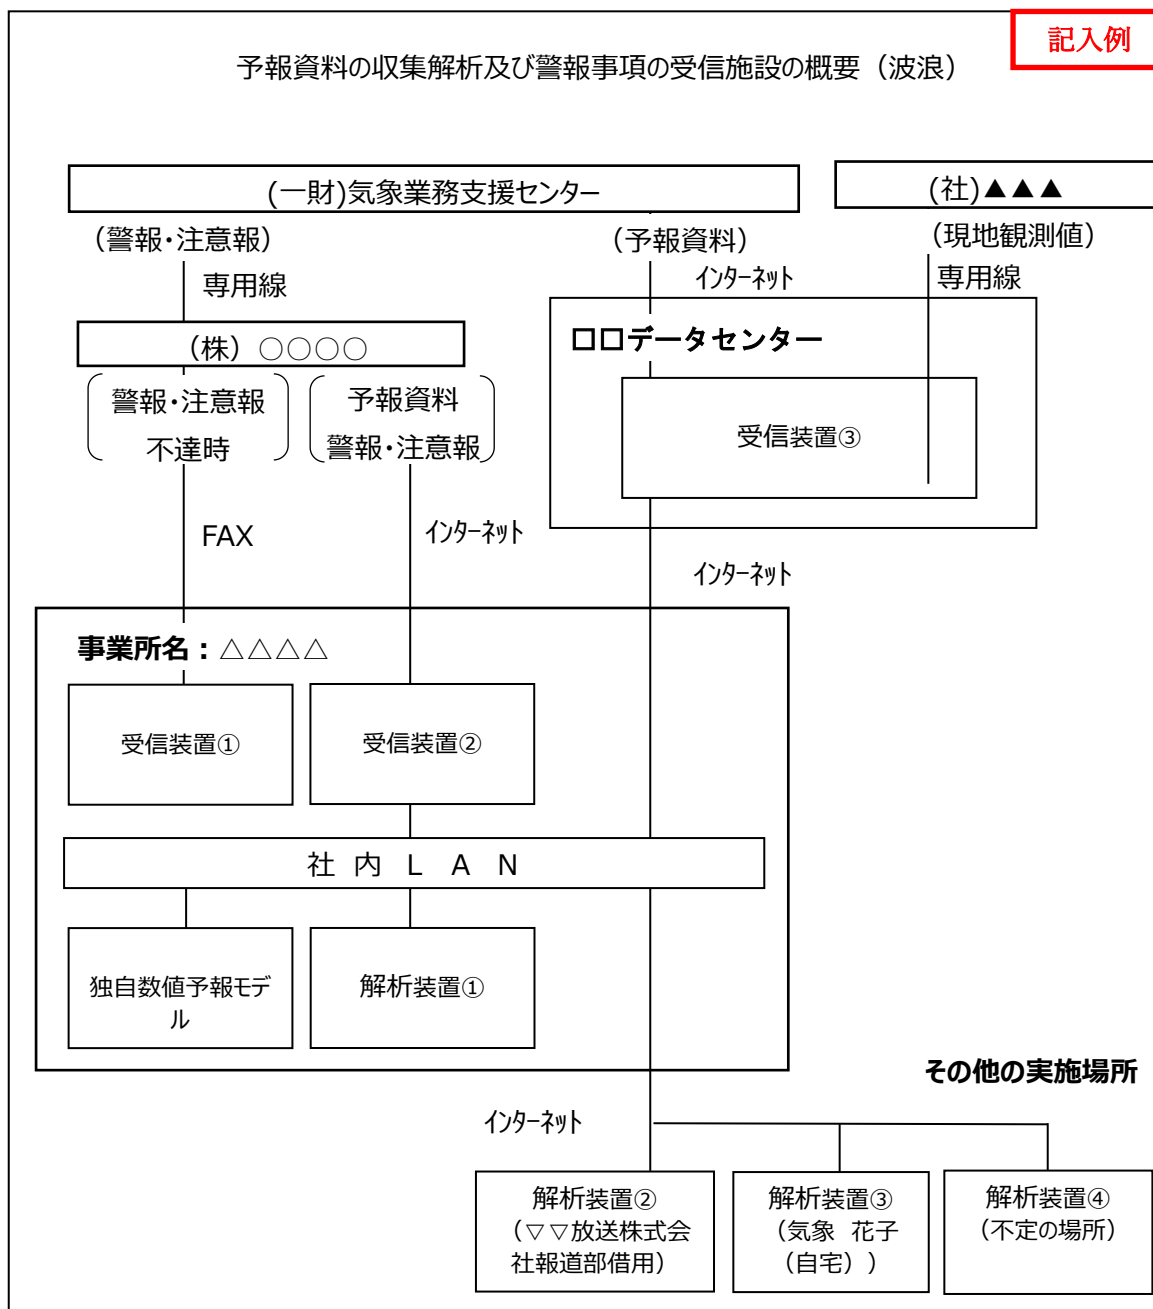 記入例
予報資料の収集解析及び警報事項の受信施設の概要（波浪）
(一財)気象業務支援センター
(社)▲▲▲
（警報・注意報）
（予報資料）
（現地観測値）
専用線
インターネット
専用線
（株）○○○○
□□データセンター
警報・注意報
不達時
予報資料
警報・注意報
受信装置③
FAX
インターネット
インターネット
事業所名：△△△△
受信装置①
受信装置②
社 内 L A N
独自数値予報モデ
ル
解析装置①
その他の実施場所
インターネット
解析装置②
（▽▽放送株式会
社報道部借用）
解析装置③
（気象 花子
（自宅））
解析装置④
（不定の場所）